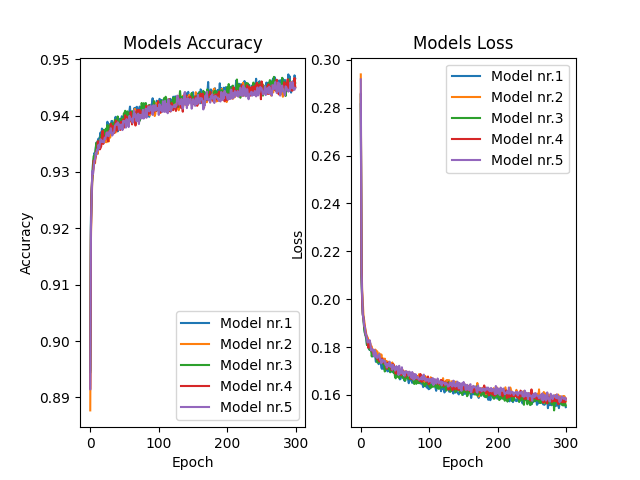 Models Accuracy
0.95
0.94
0.93
0.92
0.91
0.90
0.89
Accuracy
Model nr.1
Model nr.2
Model nr.3
Model nr.4
Model nr.5
0
100
200
300
Epoch
Models Loss
0.30
0.28
0.26
0.24
0.22
0.20
0.18
0.16
Loss
Model nr.1
Model nr.2
Model nr.3
Model nr.4
Model nr.5
0
100
200
300
Epoch